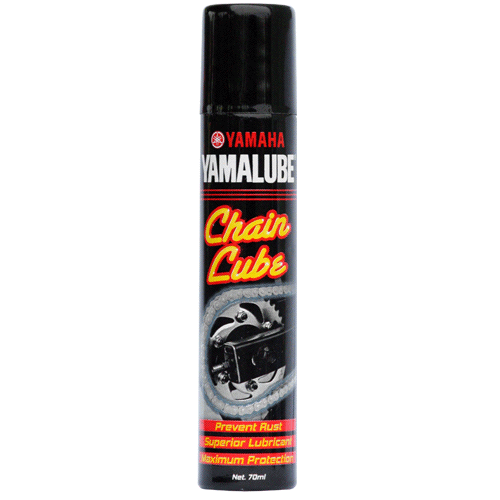 YAMAHA
YAMALUBE
Chain
Lube
Prevent Rust
Superior Lubricant
Maximum Protection
Net. 70ml